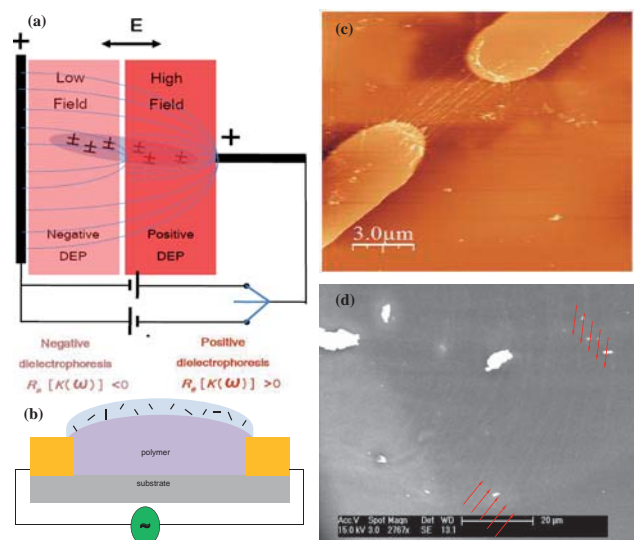 (a)
E
+
Low
Field
High
Field
+
± ± ± ± ± ±
Negative
DEP
Positive
DEP
Negative
dielectrophoresis
Re [K(ω)] <0
Positive
dielectrophoresis
Re [K(ω)] >0
(b)
polymer
substrate
~
(c)
3.0µm
(d)
Acc.V Spot Magn Det WD
15.0 kV 3.0 2767x SE 13.1
20 µm